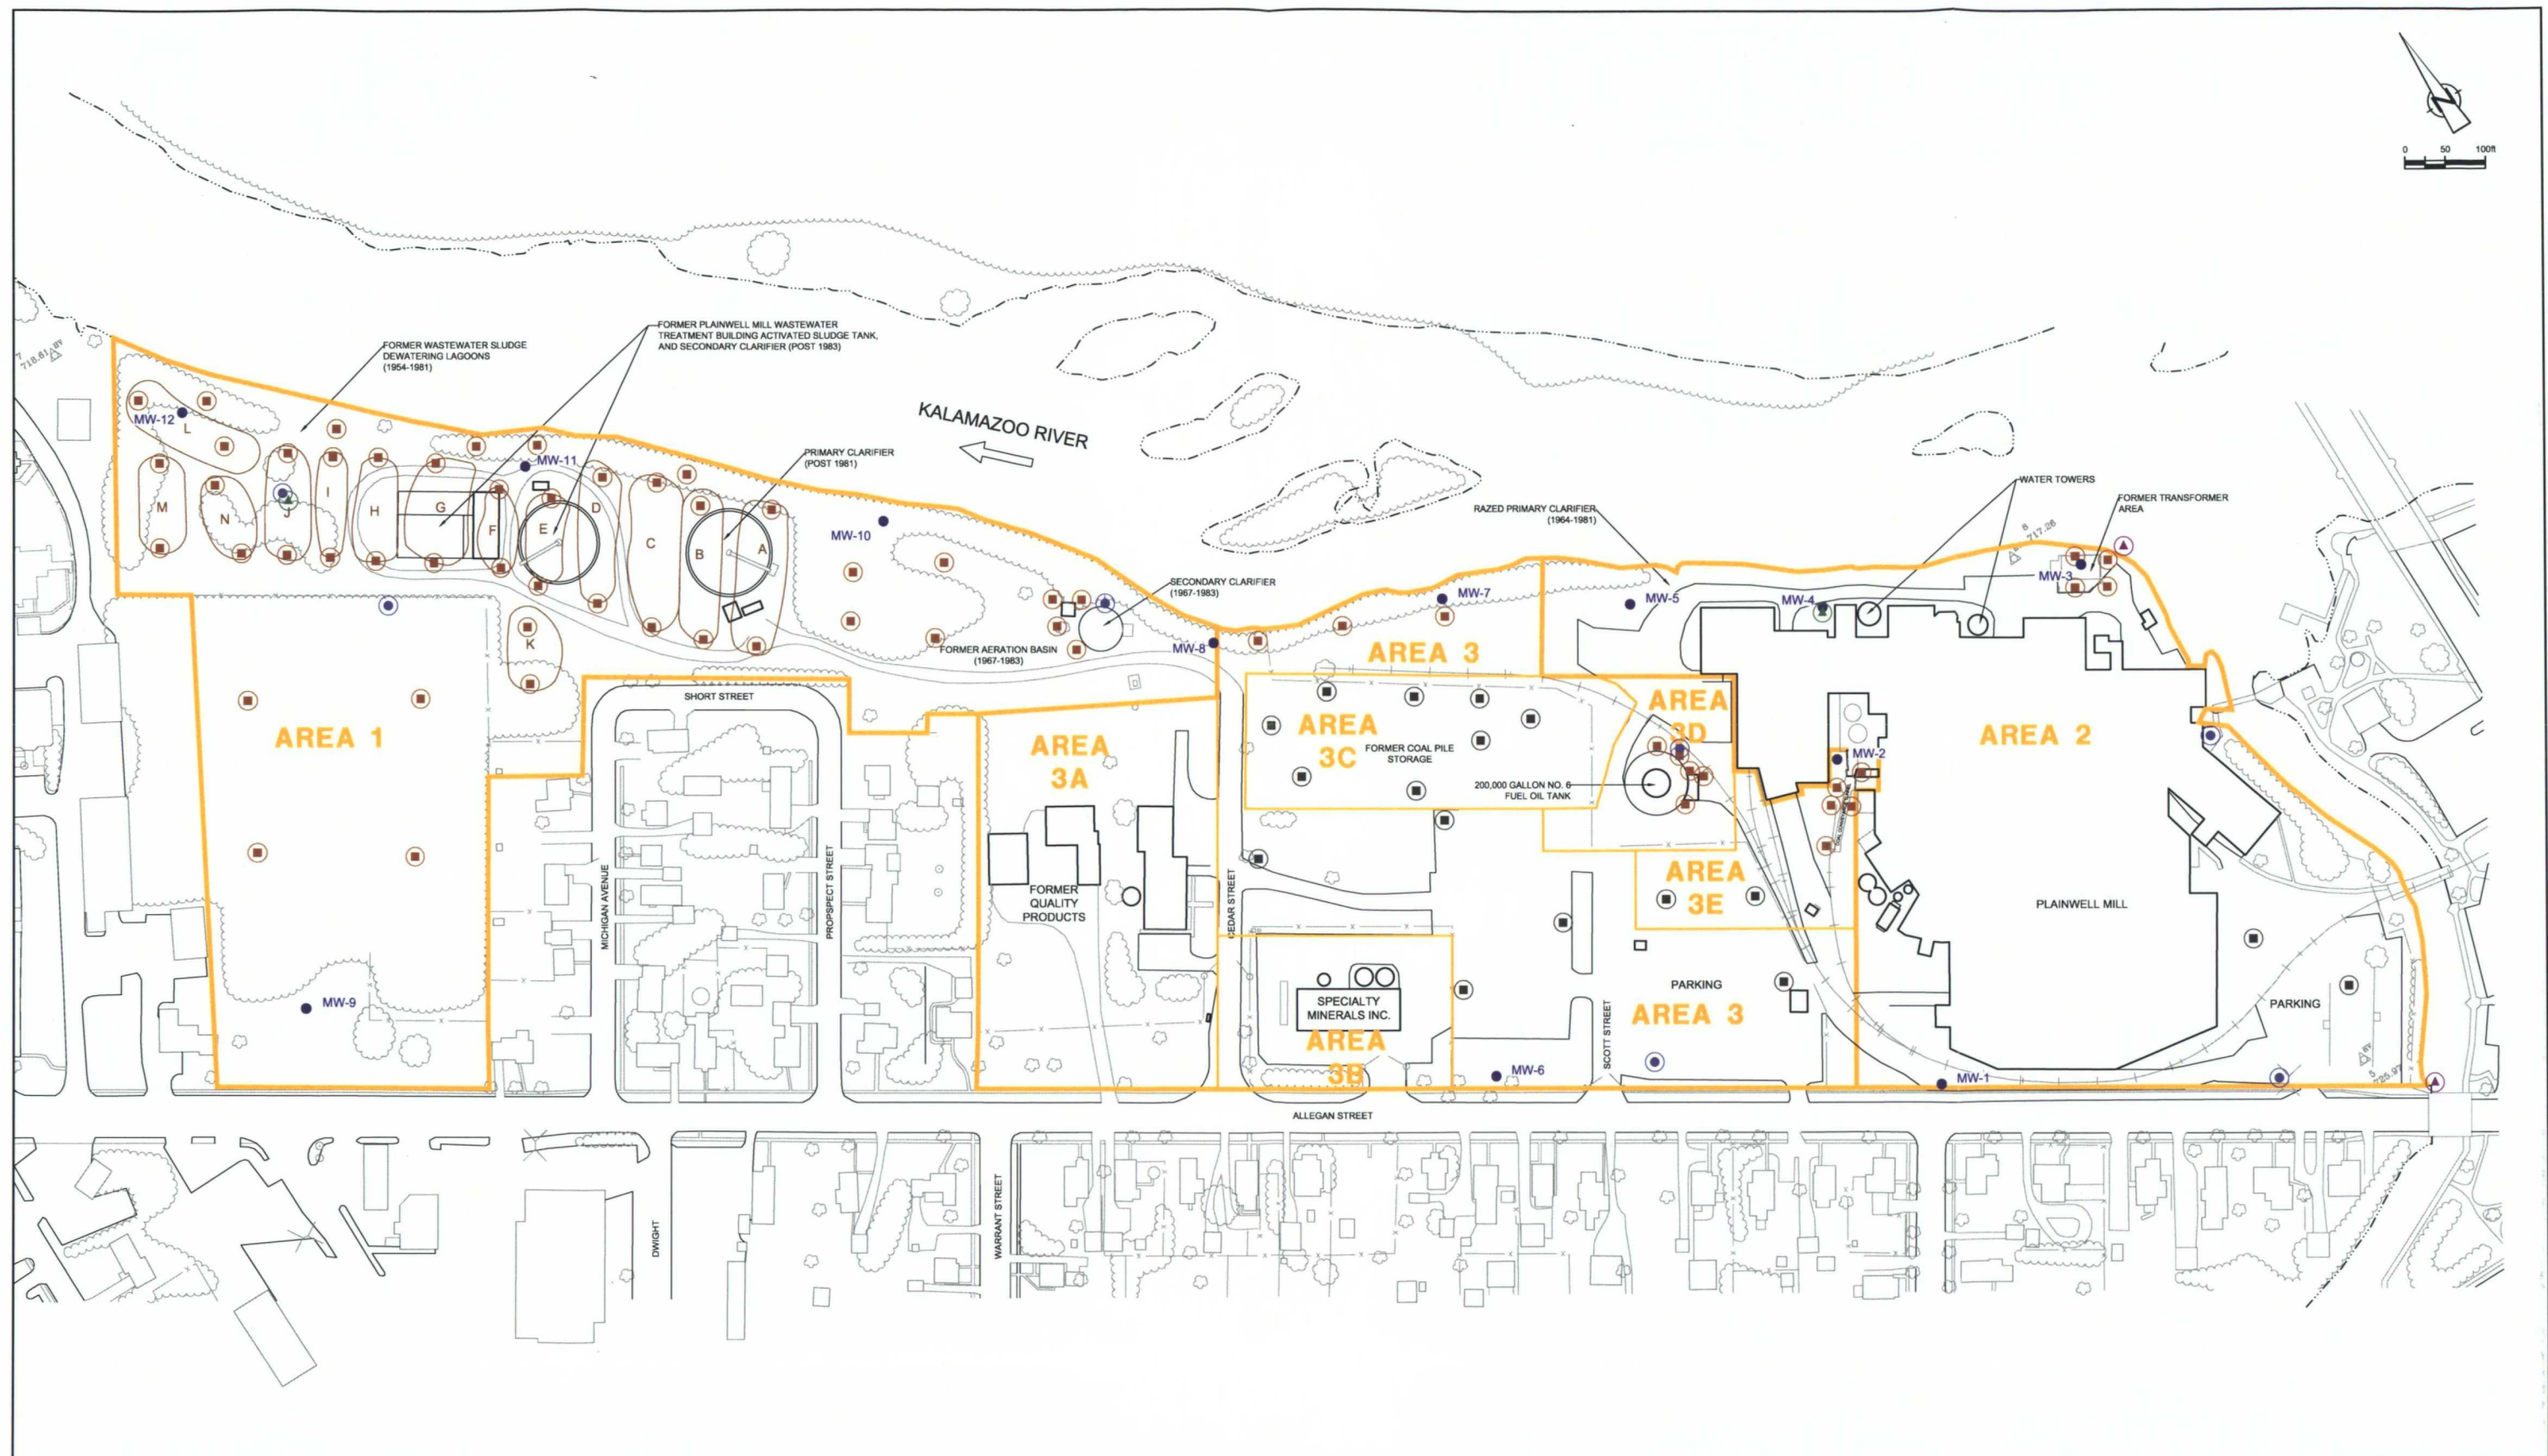 N
0 50 100ft
FORMER PLAINWELL MILL WASTEWATER
TREATMENT BUILDING ACTIVATED SLUDGE TANK,
AND SECONDARY CLARIFIER (POST 1983)
FORMER WASTEWATER SLUDGE
DEWATERING LAGOONS
(1954-1981)
KALAMAZOO RIVER
PRIMARY CLARIFIER
(POST 1981)
WATER TOWERS
FORMER TRANSFORMER
AREA
RAZED PRIMARY CLARIFIER
(1964-1981)
MW-12
L
MW-11
M
N
J
I
H
G
F
E
D
C
B
A
K
MW-10
SECONDARY CLARIFIER
(1967-1983)
FORMER AERATION BASIN
(1967-1983)
MW-8
MW-7
MW-5
MW-4
MW-3
717.26
AREA 3
SHORT STREET
AREA 1
AREA
3A
AREA
3C
FORMER COAL PILE
STORAGE
AREA
3D
200,000 GALLON NO. 6
FUEL OIL TANK
MW-2
AREA 2
MICHIGAN AVENUE
PROPSPECT STREET
FORMER
QUALITY
PRODUCTS
CEDAR STREET
AREA
3E
PLAINWELL MILL
MW-9
SPECIALTY
MINERALS INC.
AREA
3B
MW-6
SCOTT STREET
PARKING
AREA 3
MW-1
PARKING
ALLEGAN STREET
DWIGHT
WARRANT STREET